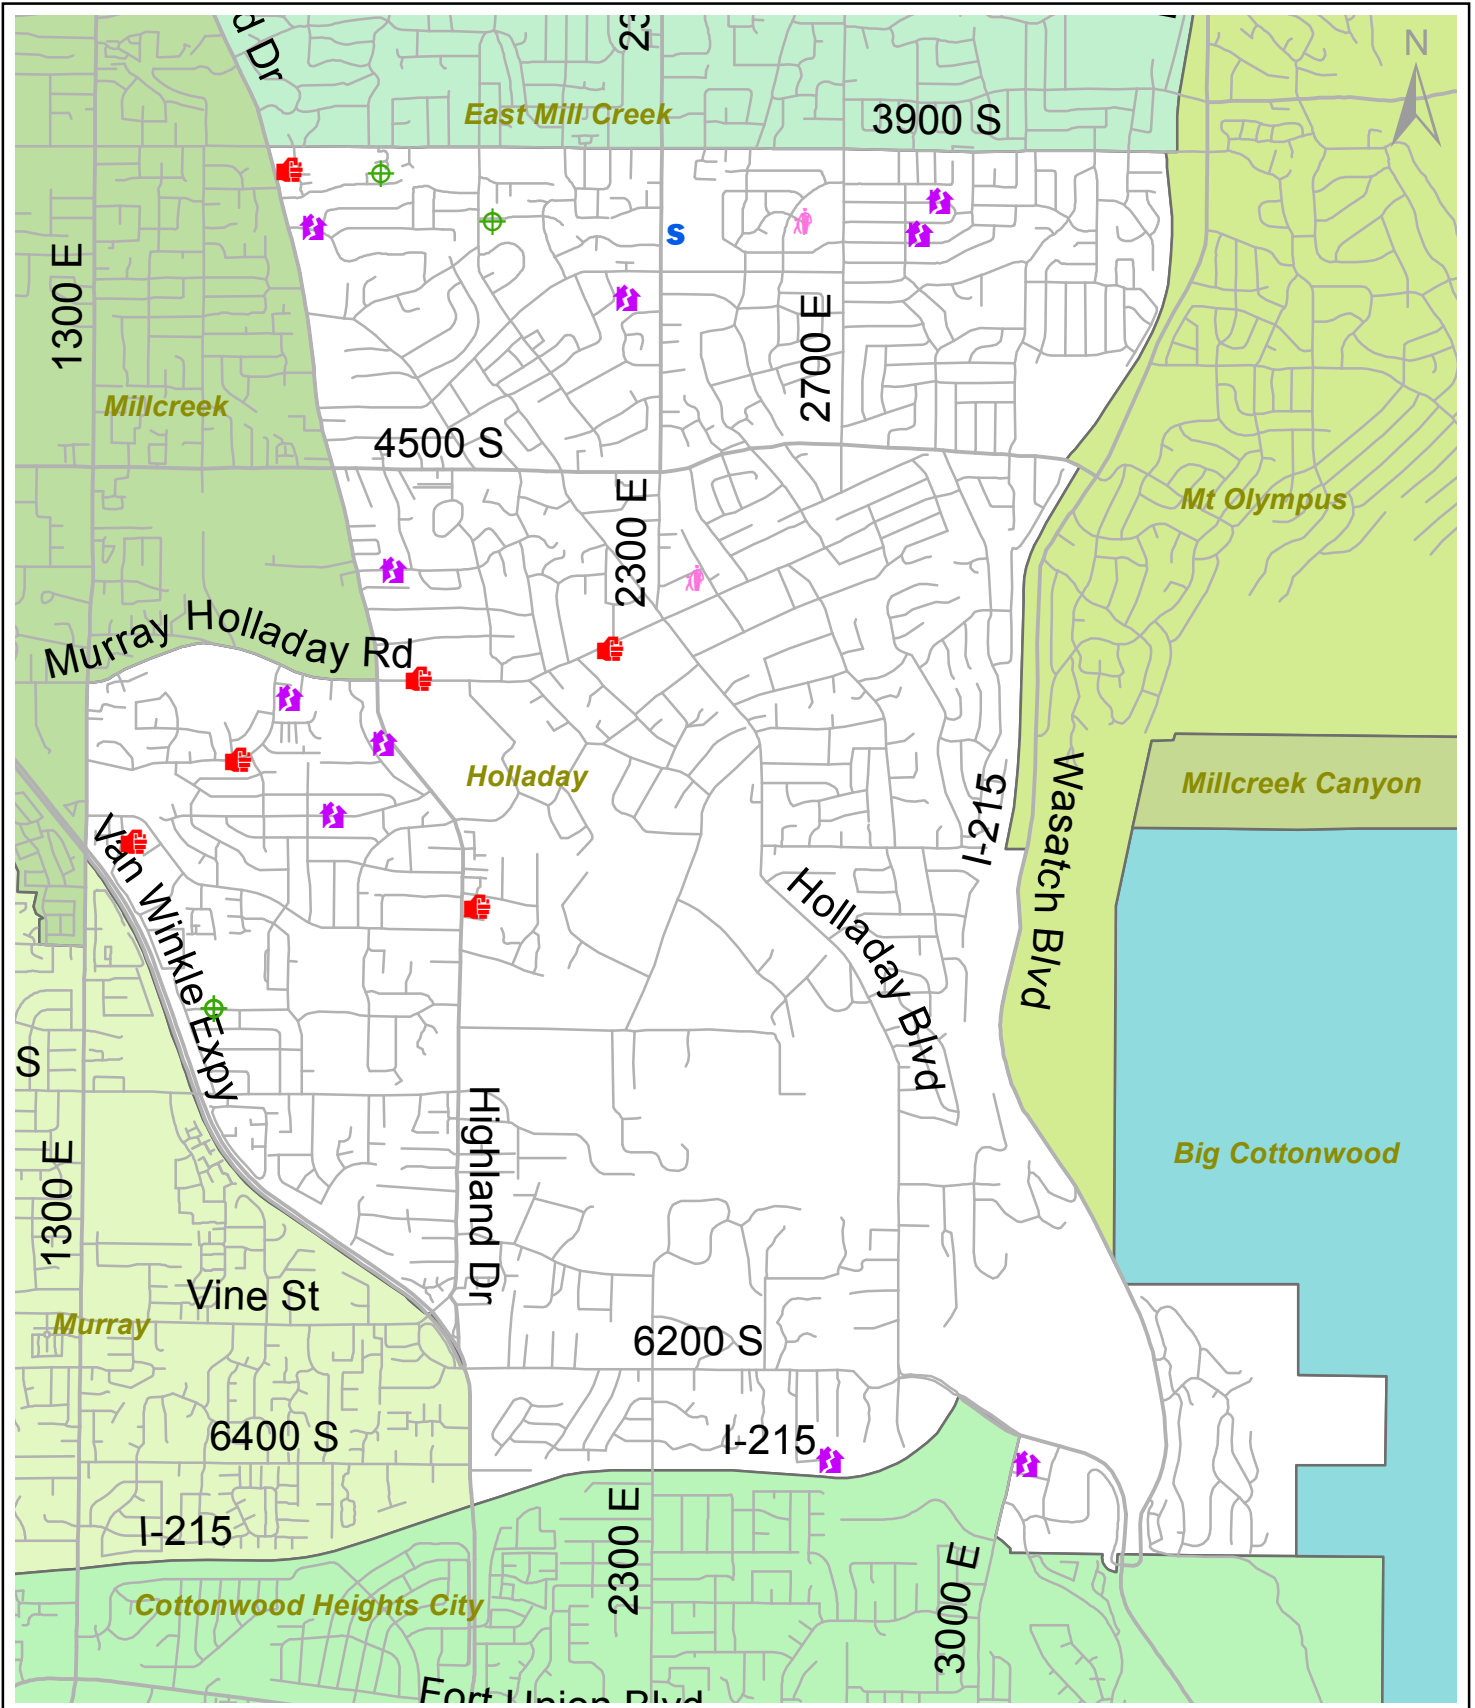 d Dr
23
N
East Mill Creek
3900 S
1300 E
2700 E
Millcreek
4500 S
S
2300 E
Mt Olympus
Murray Holladay Rd
Holladay
I-215
Wasatch Blvd
Millcreek Canyon
Van Winkle Expy
Holladay Blvd
S
1300 E
Highland Dr
Big Cottonwood
Vine St
Murray
6200 S
6400 S
I-215
I-215
2300 E
3000 E
Cottonwood Heights City
Fort Union Blvd